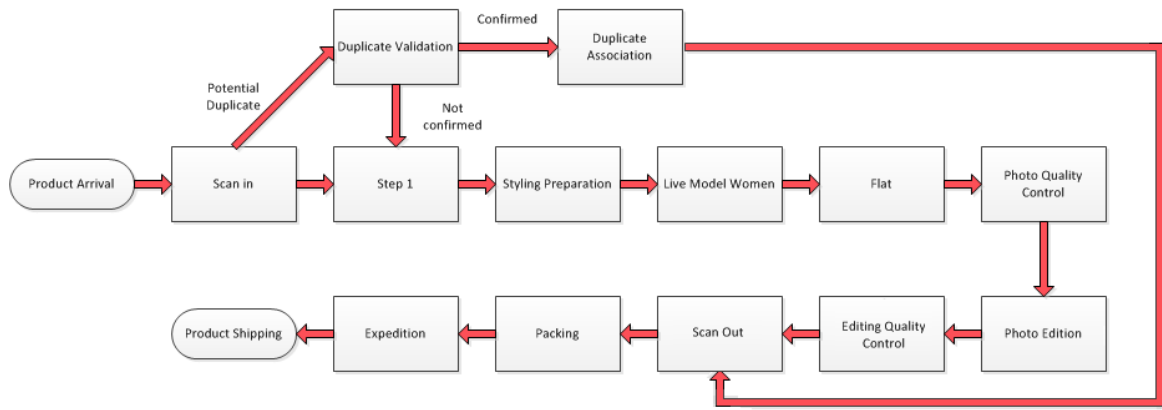 Confirmed
Duplicate Validation
Duplicate
Association
Potential
Duplicate
Not
confirmed
Product Arrival
Scan in
Step 1
Styling Preparation
Live Model Women
Flat
Photo Quality
Control
Product Shipping
Expedition
Packing
Scan Out
Editing Quality
Control
Photo Edition